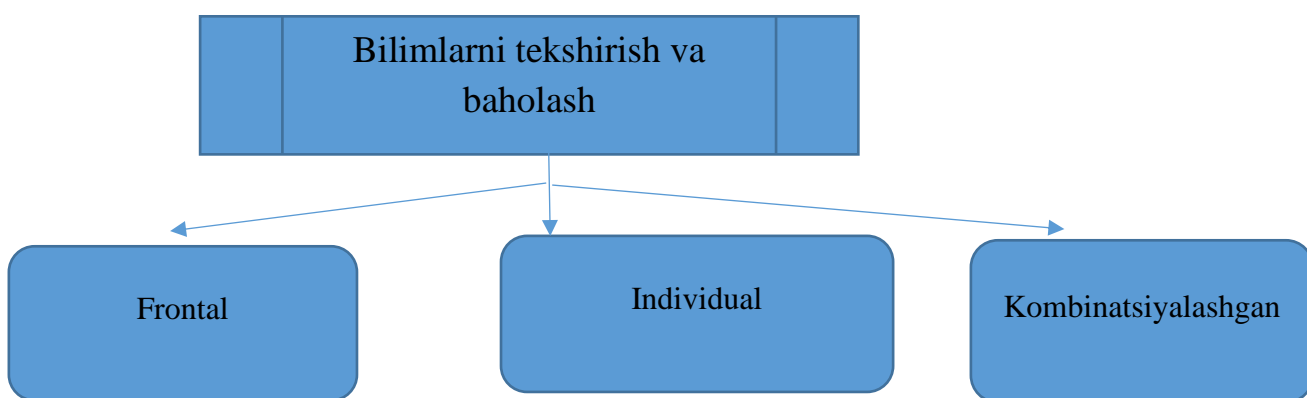 Bilimlarni tekshirish va
baholash
Frontal
Individual
Kombinatsiyalashgan